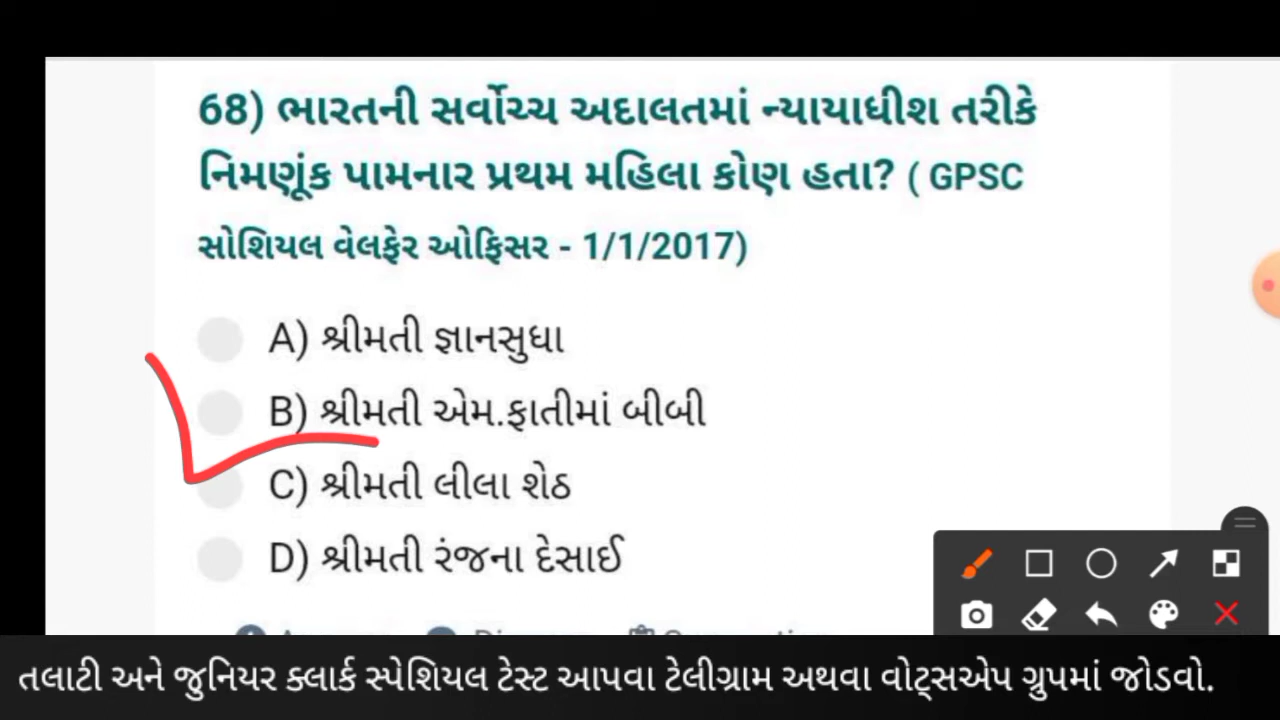 68) ભારતની સર્વોચ્ચ અદાલતમાં ન્યાયાધીશ તરીકે
નિમણૂંક પામનાર પ્રથમ મહિલા કોણ હતા? ( GPSC
સોશિયલ વેલફેર ઓફિસર - 1/1/2017)
A) શ્રીમતી જ્ઞાનસુધા
B) શ્રીમતી એમ.ફાતીમાં બીબી
C) શ્રીમતી લીલા શેઠ
D) શ્રીમતી રંજના દેસાઈ
તલાટી અને જુનિયર ક્લાર્ક સ્પેશિયલ ટેસ્ટ આપવા ટેલીગ્રામ અથવા વોટ્સએપ ગ્રુપમાં જોડવો.